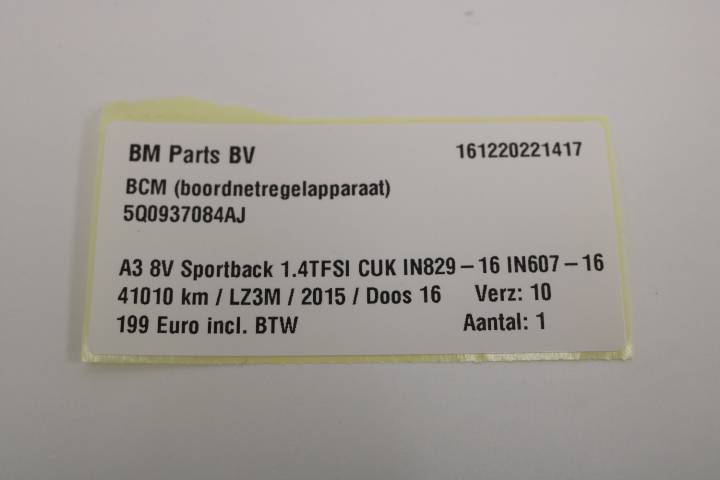 BM Parts BV 161220221417
BCM (boordnetregelapparaat)
5Q0937084AJ
A3 8V Sportback 1.4TFSI CUK IN829-16 IN607-16
41010 km / LZ3M / 2015 / Doos 16 Verz: 10
199 Euro incl. BTW Aantal: 1